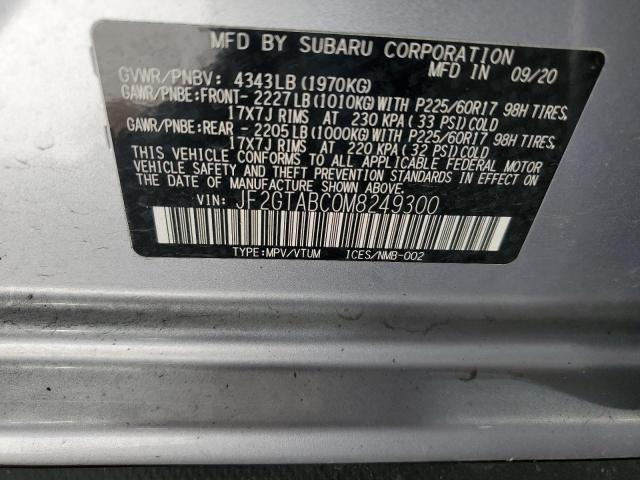 MFD BY SUBARU CORPORATION
MFD IN 09/20
GVWR/PNBV: 4343LB(1970KG)
GAWR/PNBE:FRONT- 2227LB(1010KG)WITH P225/60R17 98H TIRES,
17X7J RIMS AT 230 KPA(33 PSI)COLD
GAWR/PNBE:REAR - 2205LB(1000KG)WITH P225/60R17 98H TIRES,
17X7J RIMS AT 220 KPA(32 PSI)COLD
THIS VEHICLE CONFORMS TO ALL APPLICABLE FEDERAL MOTOR
VEHICLE SAFETY AND THEFT PREVENTION STANDARDS IN EFFECT
ON THE DATE OF MANUFACTURE SHOWN ABOVE.
VIN: JF2GTABC0M8249300
TYPE:MPV/VTUM ICES/NMB-002